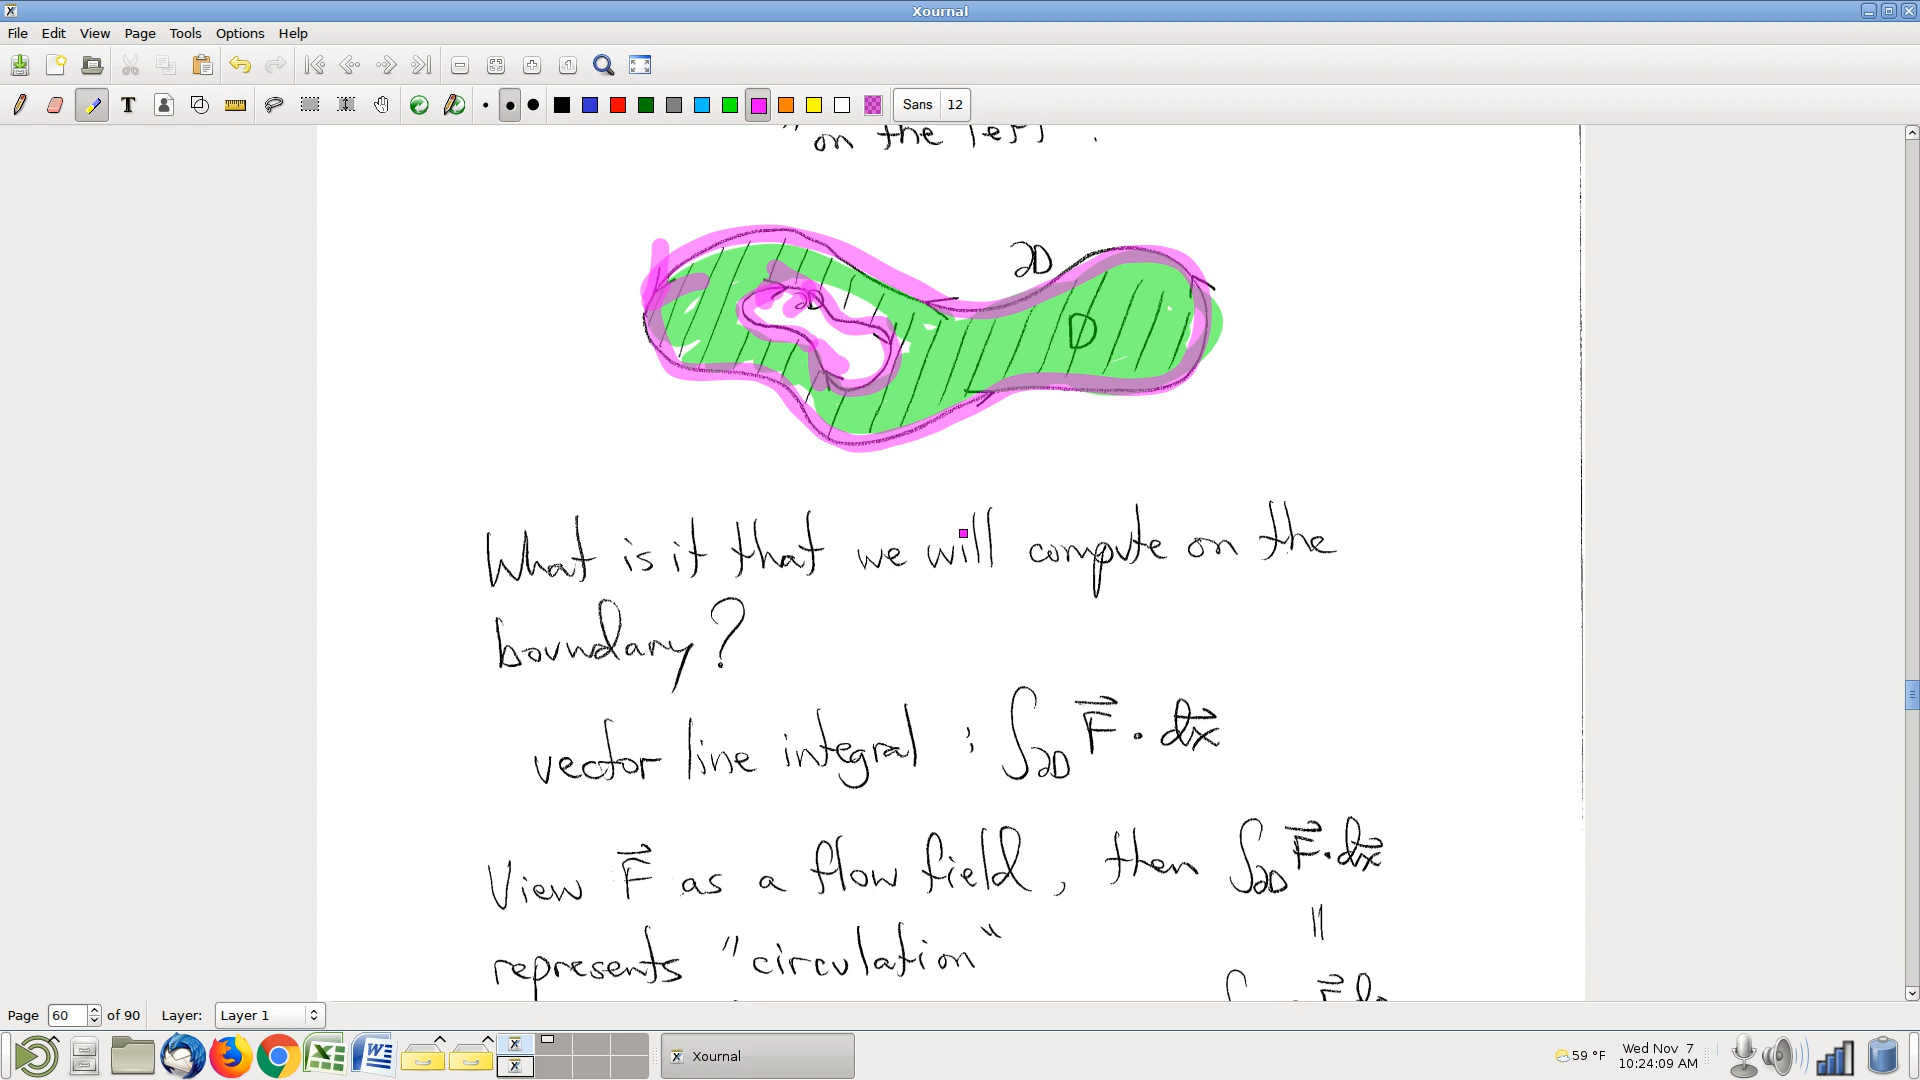 Xournal
File Edit View Page Tools Options Help
Sans 12
"on the left".
∂D
∂D
D
What is it that we will compute on the
boundary?
vector line integral : ∫∂D F⃗ · dx⃗
View F⃗ as a flow field, then ∫∂D F⃗·dx⃗
represents "circulation" ||
Page 60 of 90 Layer: Layer 1
Xournal
59 °F Wed Nov 7
10:24:09 AM